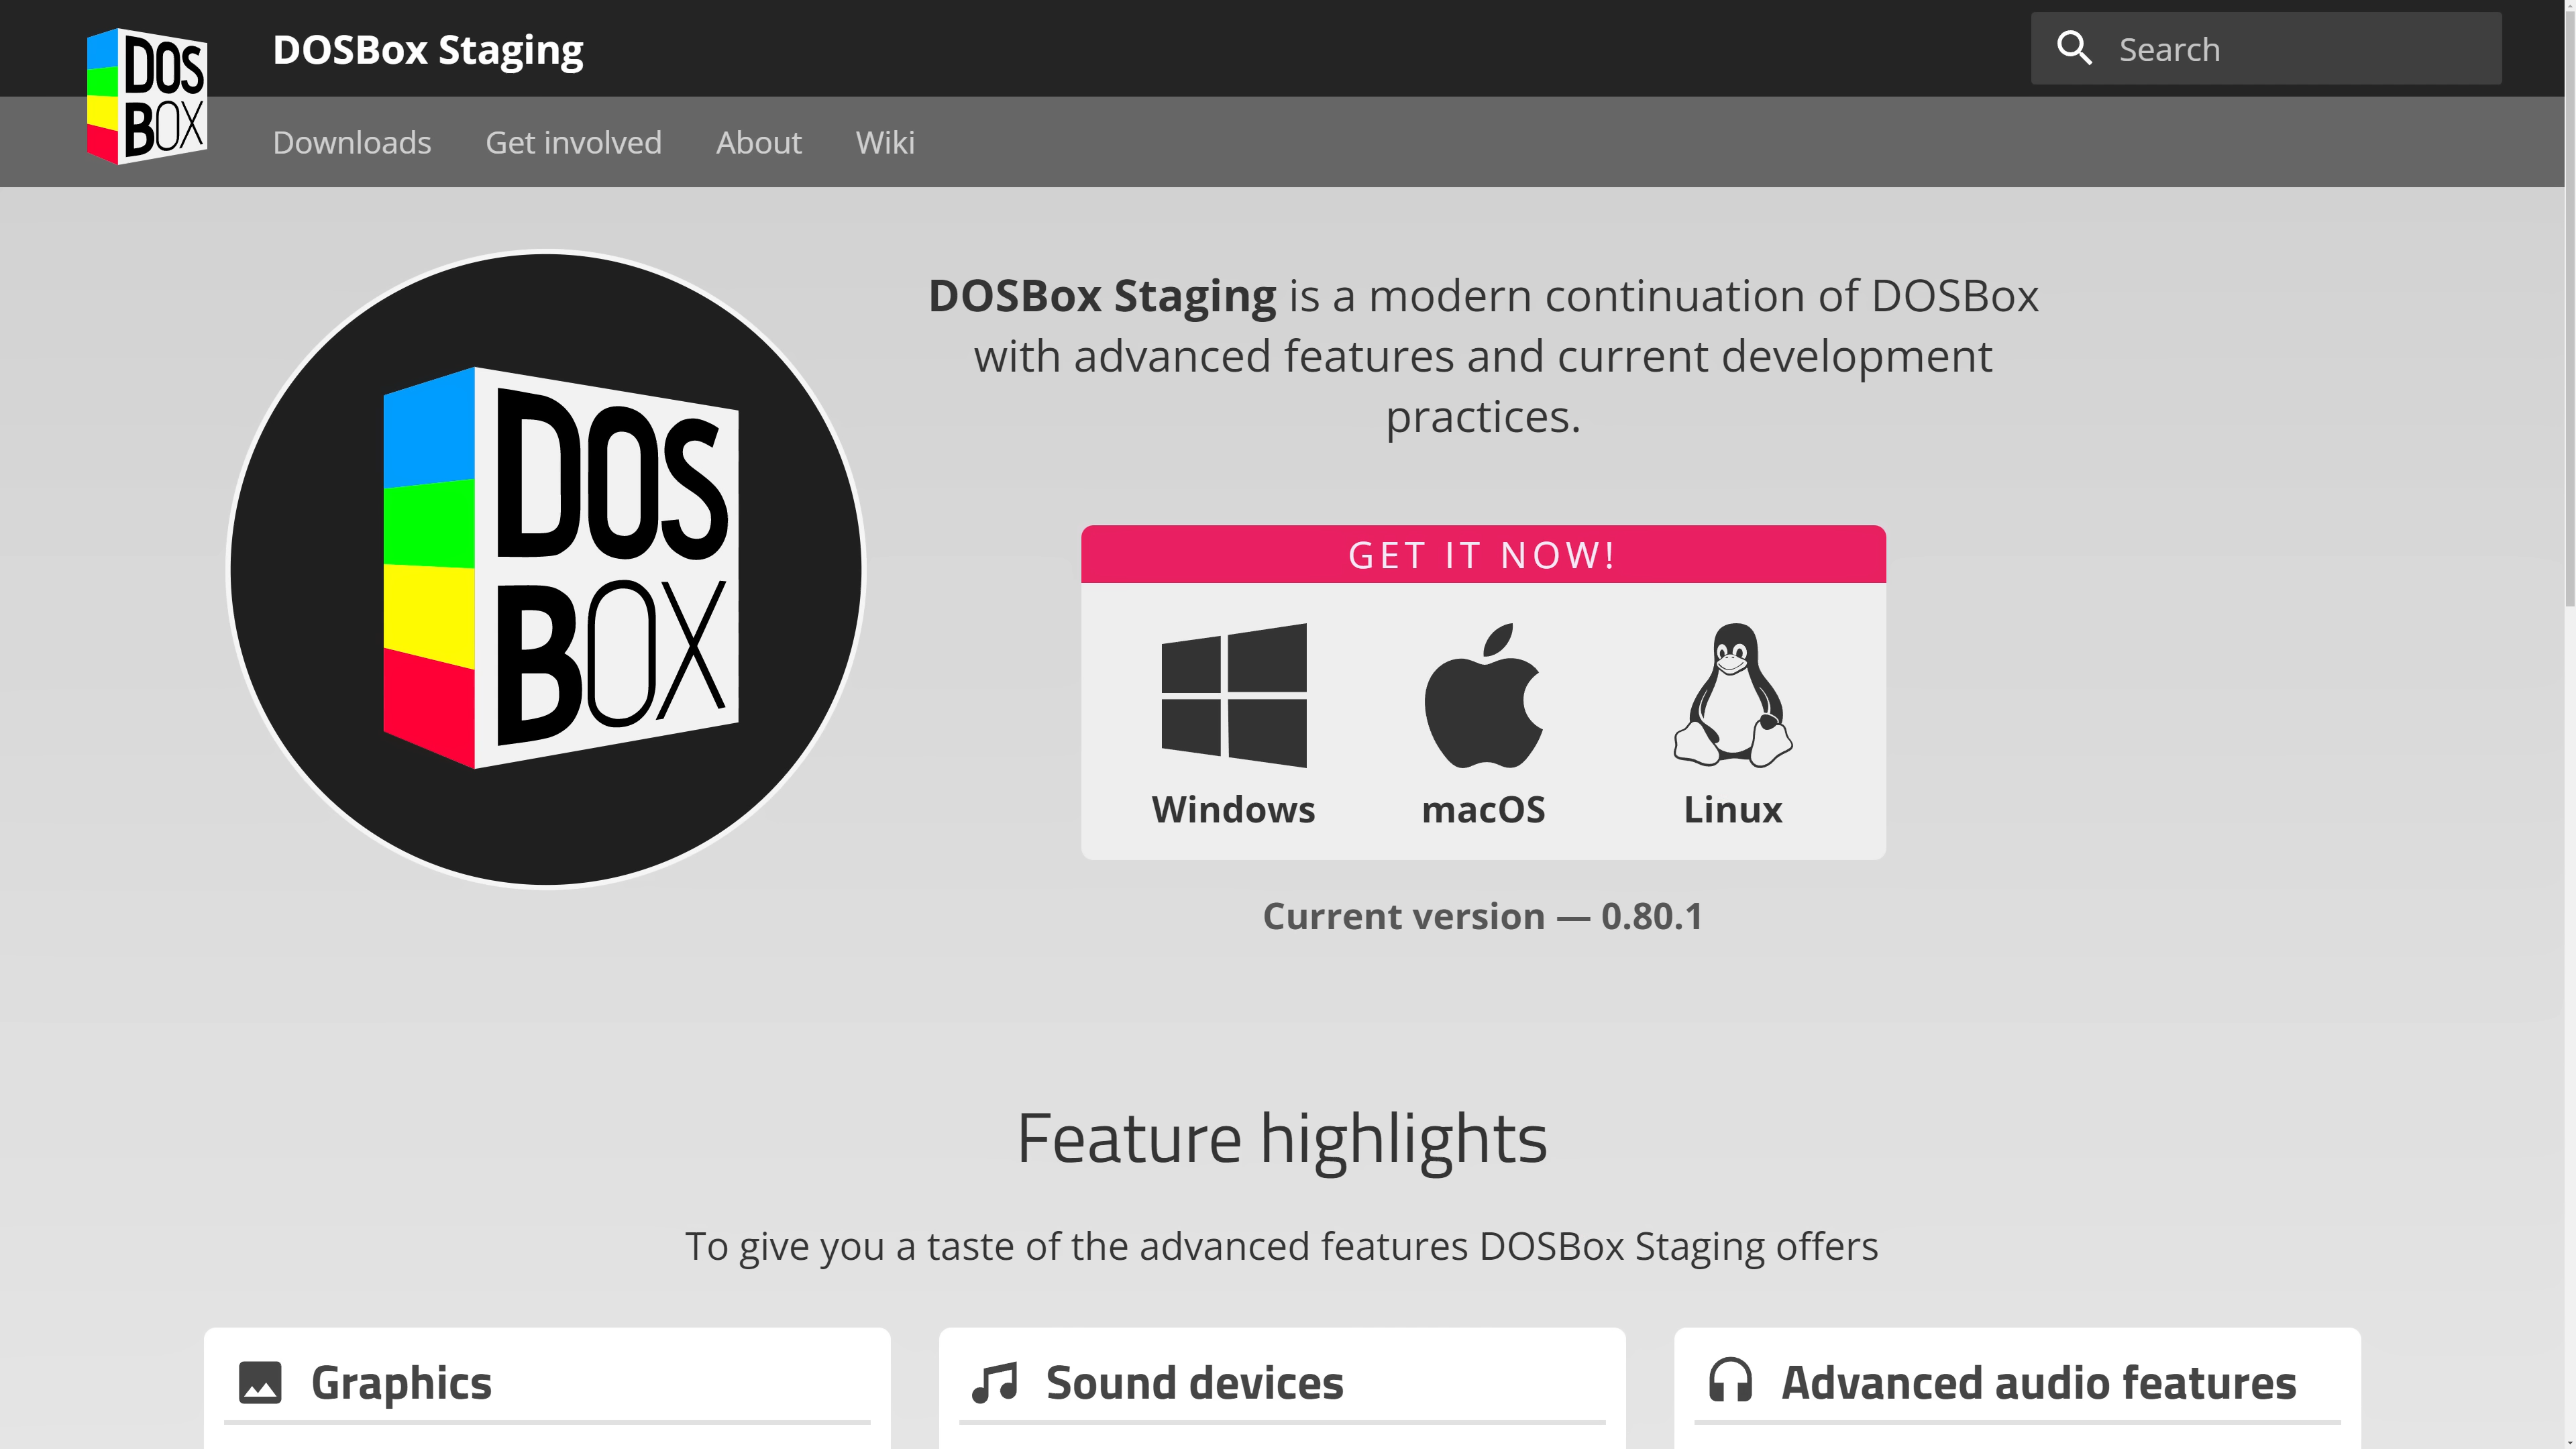 DOS
BOX
DOSBox Staging
Search
Downloads
Get involved
About
Wiki
DOS
BOX
DOSBox Staging is a modern continuation of DOSBox
with advanced features and current development
practices.
GET IT NOW!
Windows
macOS
Linux
Current version — 0.80.1
Feature highlights
To give you a taste of the advanced features DOSBox Staging offers
Graphics
Sound devices
Advanced audio features